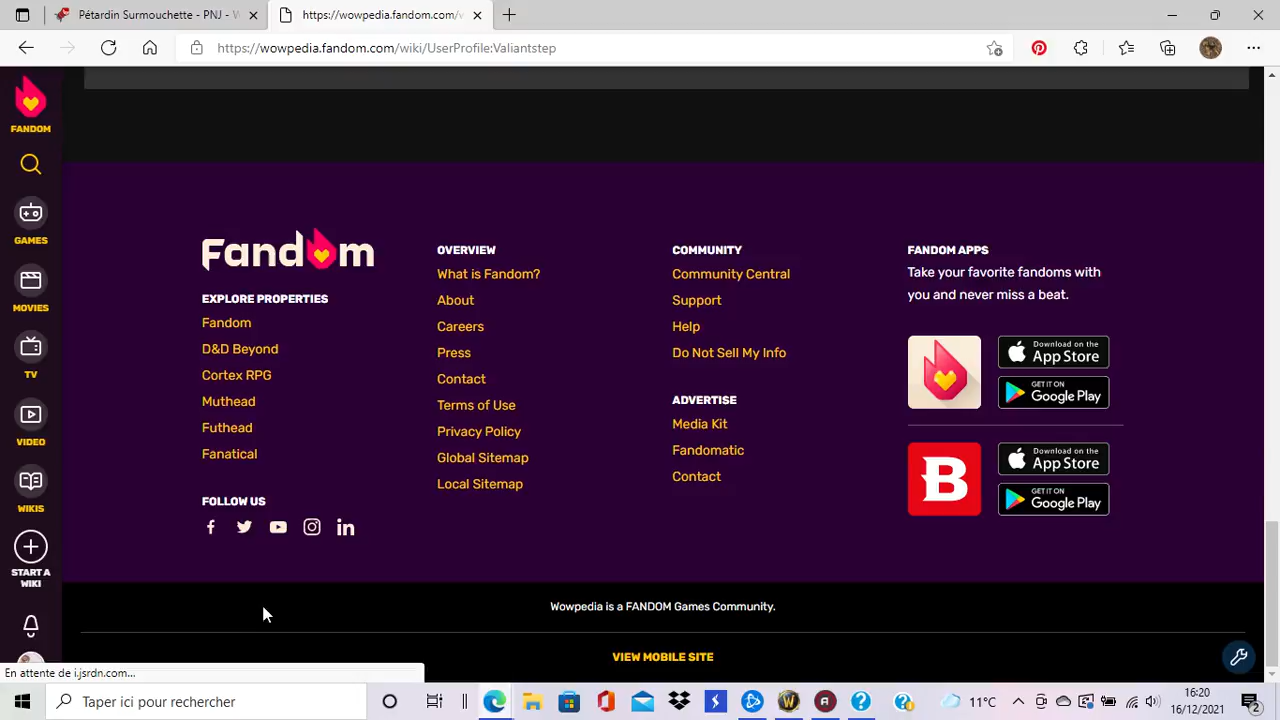 Pétardin Surmouchette - PNJ - W
https://wowpedia.fandom.com/
https://wowpedia.fandom.com/wiki/UserProfile:Valiantstep
FANDOM
GAMES
MOVIES
TV
VIDEO
WIKIS
START A
WIKI
Fandom
EXPLORE PROPERTIES
Fandom
D&D Beyond
Cortex RPG
Muthead
Futhead
Fanatical
FOLLOW US
OVERVIEW
What is Fandom?
About
Careers
Press
Contact
Terms of Use
Privacy Policy
Global Sitemap
Local Sitemap
COMMUNITY
Community Central
Support
Help
Do Not Sell My Info
ADVERTISE
Media Kit
Fandomatic
Contact
FANDOM APPS
Take your favorite fandoms with
you and never miss a beat.
Download on the
App Store
GET IT ON
Google Play
B
Download on the
App Store
GET IT ON
Google Play
Wowpedia is a FANDOM Games Community.
VIEW MOBILE SITE
En attente de i.jsrdn.com...
Taper ici pour rechercher
11°C
16:20
16/12/2021
2